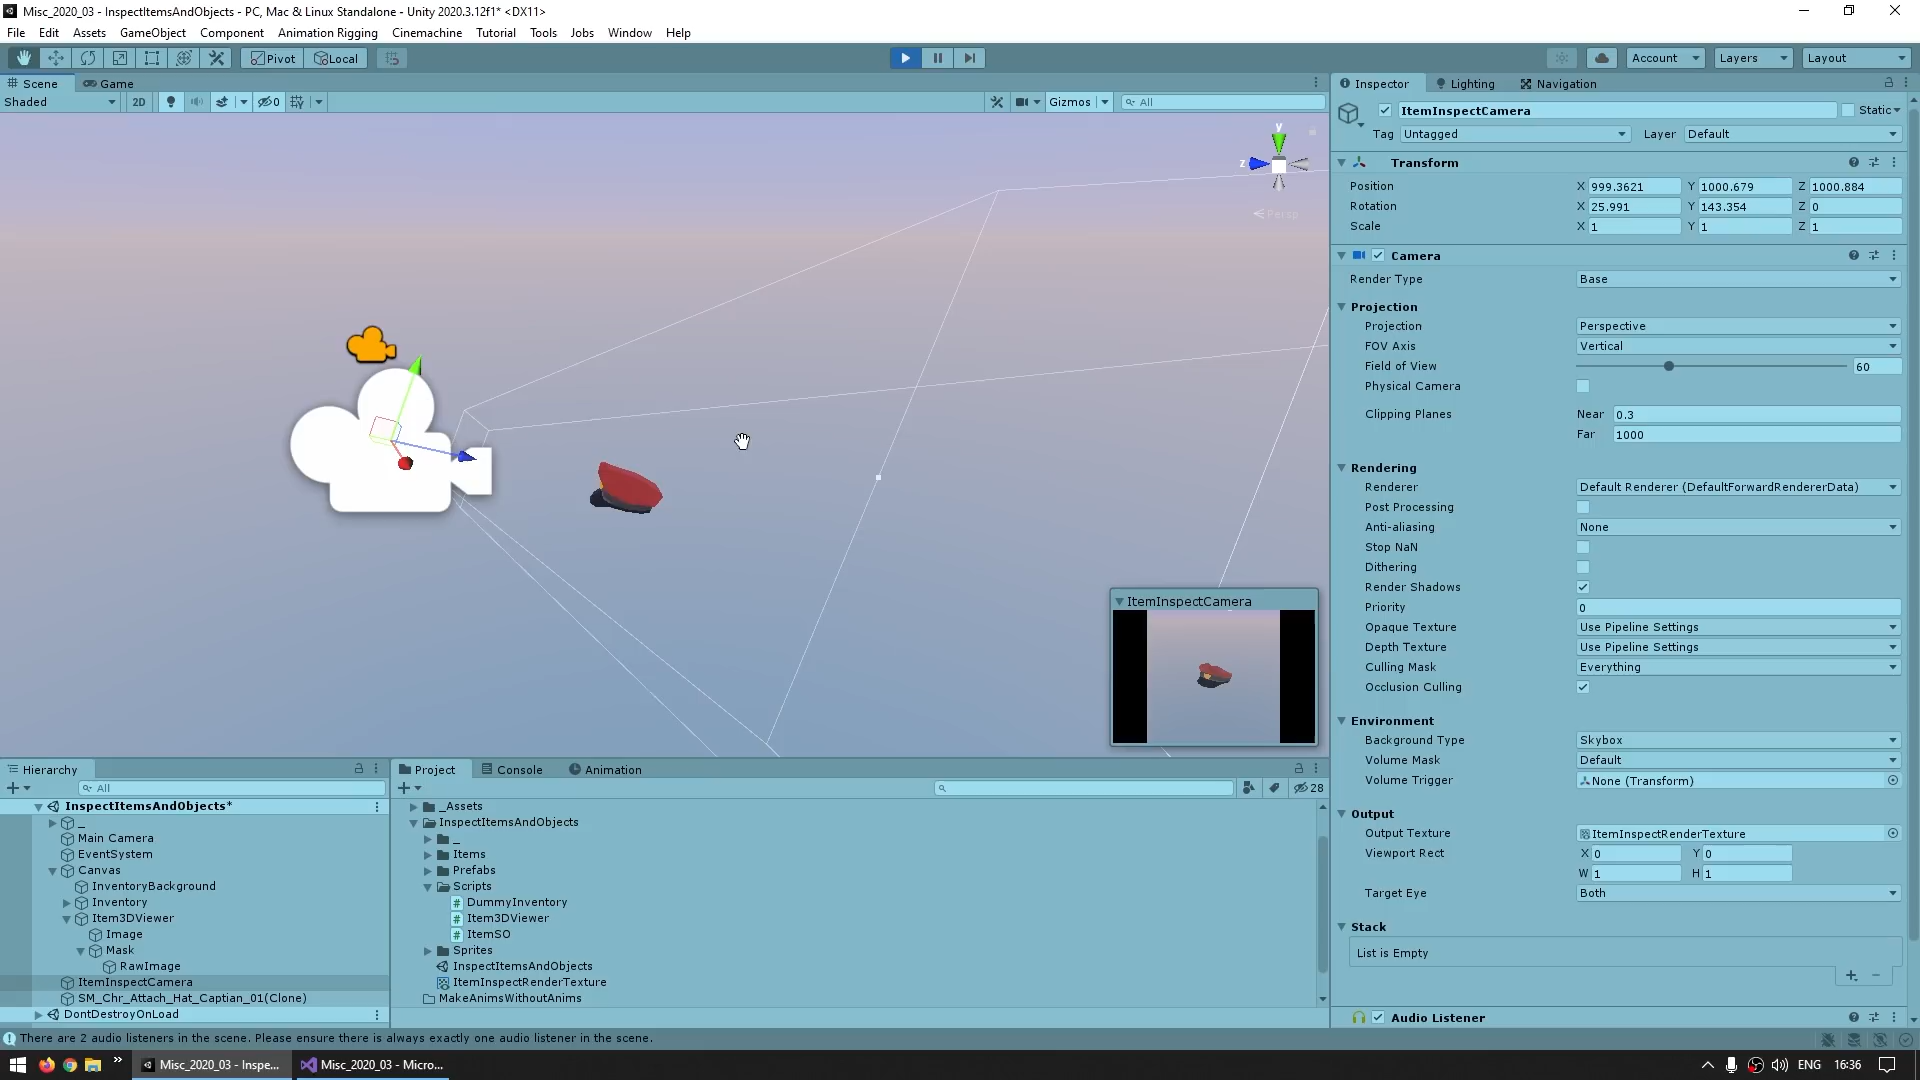 Misc_2020_03 - InspectItemsAndObjects - PC, Mac & Linux Standalone - Unity 2020.3.12f1* <DX11>
File Edit Assets GameObject Component Animation Rigging Cinemachine Tutorial Tools Jobs Window Help
Pivot Local Account Layers Layout
Scene Game
Shaded 2D 0 Gizmos All
y
z
Persp
ItemInspectCamera
Inspector Lighting Navigation
ItemInspectCamera Static
Tag Untagged Layer Default
Transform
Position X 999.3621 Y 1000.679 Z 1000.884
Rotation X 25.991 Y 143.354 Z 0
Scale X 1 Y 1 Z 1
Camera
Render Type Base
Projection
Projection Perspective
FOV Axis Vertical
Field of View 60
Physical Camera
Clipping Planes Near 0.3
Far 1000
Rendering
Renderer Default Renderer (DefaultForwardRendererData)
Post Processing
Anti-aliasing None
Stop NaN
Dithering
Render Shadows
Priority 0
Opaque Texture Use Pipeline Settings
Depth Texture Use Pipeline Settings
Culling Mask Everything
Occlusion Culling
Environment
Background Type Skybox
Volume Mask Default
Volume Trigger None (Transform)
Output
Output Texture ItemInspectRenderTexture
Viewport Rect X 0 Y 0
W 1 H 1
Target Eye Both
Stack
List is Empty
Audio Listener
Hierarchy
All
InspectItemsAndObjects*
_
Main Camera
EventSystem
Canvas
InventoryBackground
Inventory
Item3DViewer
Image
Mask
RawImage
ItemInspectCamera
SM_Chr_Attach_Hat_Captian_01(Clone)
DontDestroyOnLoad
Project Console Animation
28
_Assets
InspectItemsAndObjects
_
Items
Prefabs
Scripts
DummyInventory
Item3DViewer
ItemSO
Sprites
InspectItemsAndObjects
ItemInspectRenderTexture
MakeAnimsWithoutAnims
There are 2 audio listeners in the scene. Please ensure there is always exactly one audio listener in the scene.
Misc_2020_03 - Inspe... Misc_2020_03 - Micro... ENG 16:36